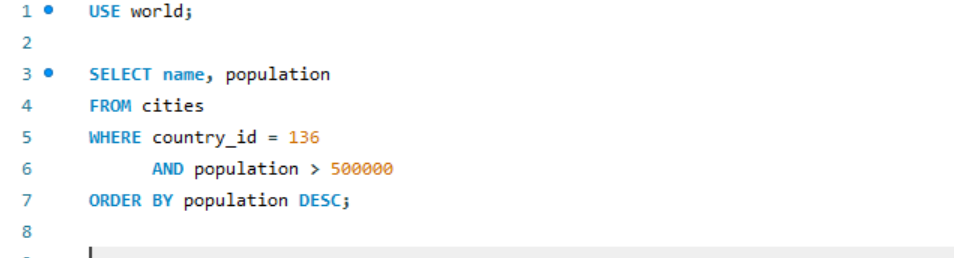 1 USE world;
2
3 SELECT name, population
4 FROM cities
5 WHERE country_id = 136
6 AND population > 500000
7 ORDER BY population DESC;
8